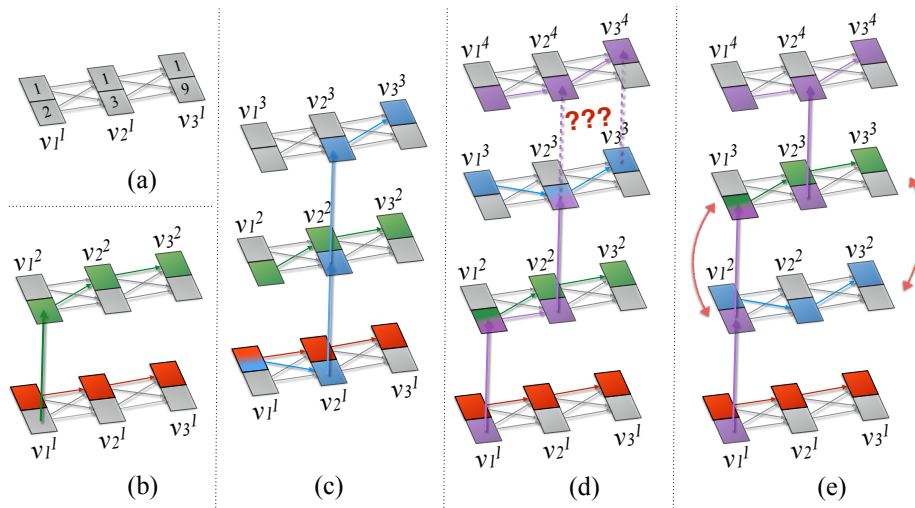 1 1 1
2 3 9
v₁¹ v₂¹ v₃¹
(a)
v₁² v₂² v₃²
v₁¹ v₂¹ v₃¹
(b)
v₁³ v₂³ v₃³
v₁² v₂² v₃²
v₁¹ v₂¹ v₃¹
(c)
v₁⁴ v₂⁴ v₃⁴
???
v₁³ v₂³ v₃³
v₁² v₂² v₃²
v₁¹ v₂¹ v₃¹
(d)
v₁⁴ v₂⁴ v₃⁴
v₁³ v₂³ v₃³
v₁² v₂² v₃²
v₁¹ v₂¹ v₃¹
(e)